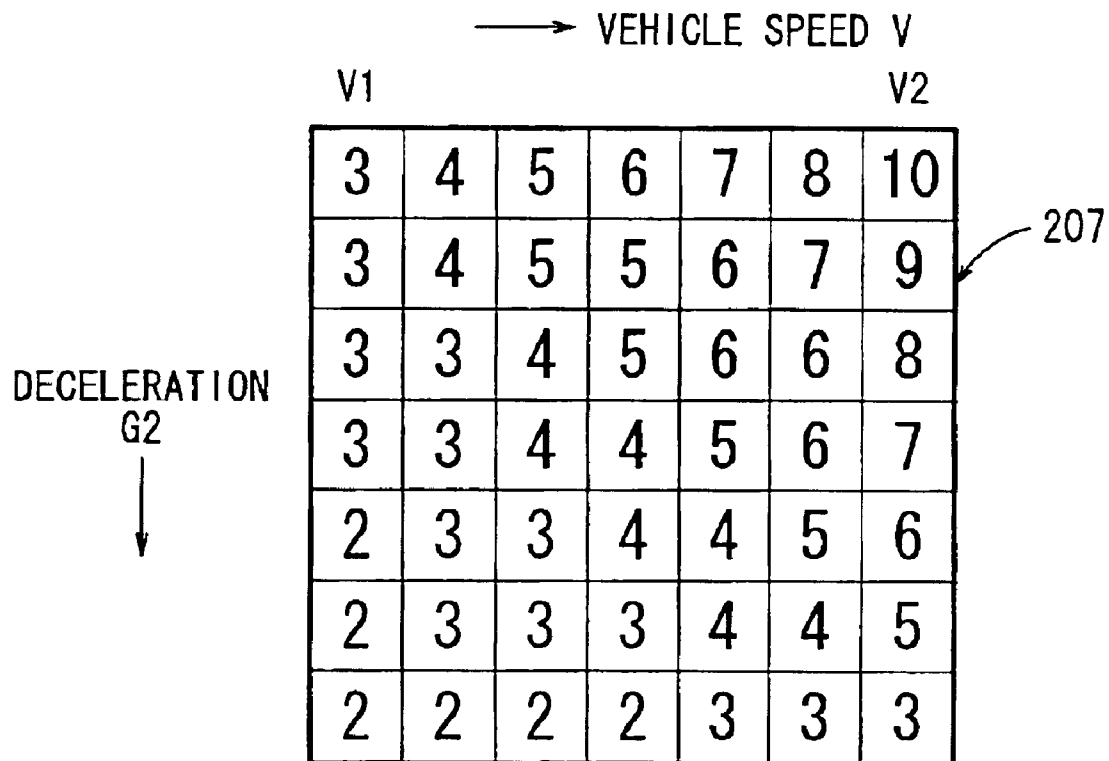 VEHICLE SPEED V
V1 V2
3 4 5 6 7 8 10
3 4 5 5 6 7 9
207
3 3 4 5 6 6 8
DECELERATION
G2
3 3 4 4 5 6 7
2 3 3 4 4 5 6
2 3 3 3 4 4 5
2 2 2 2 3 3 3